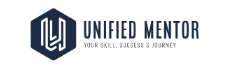 UNIFIED MENTOR
YOUR SKILL, SUCCESS & JOURNEY